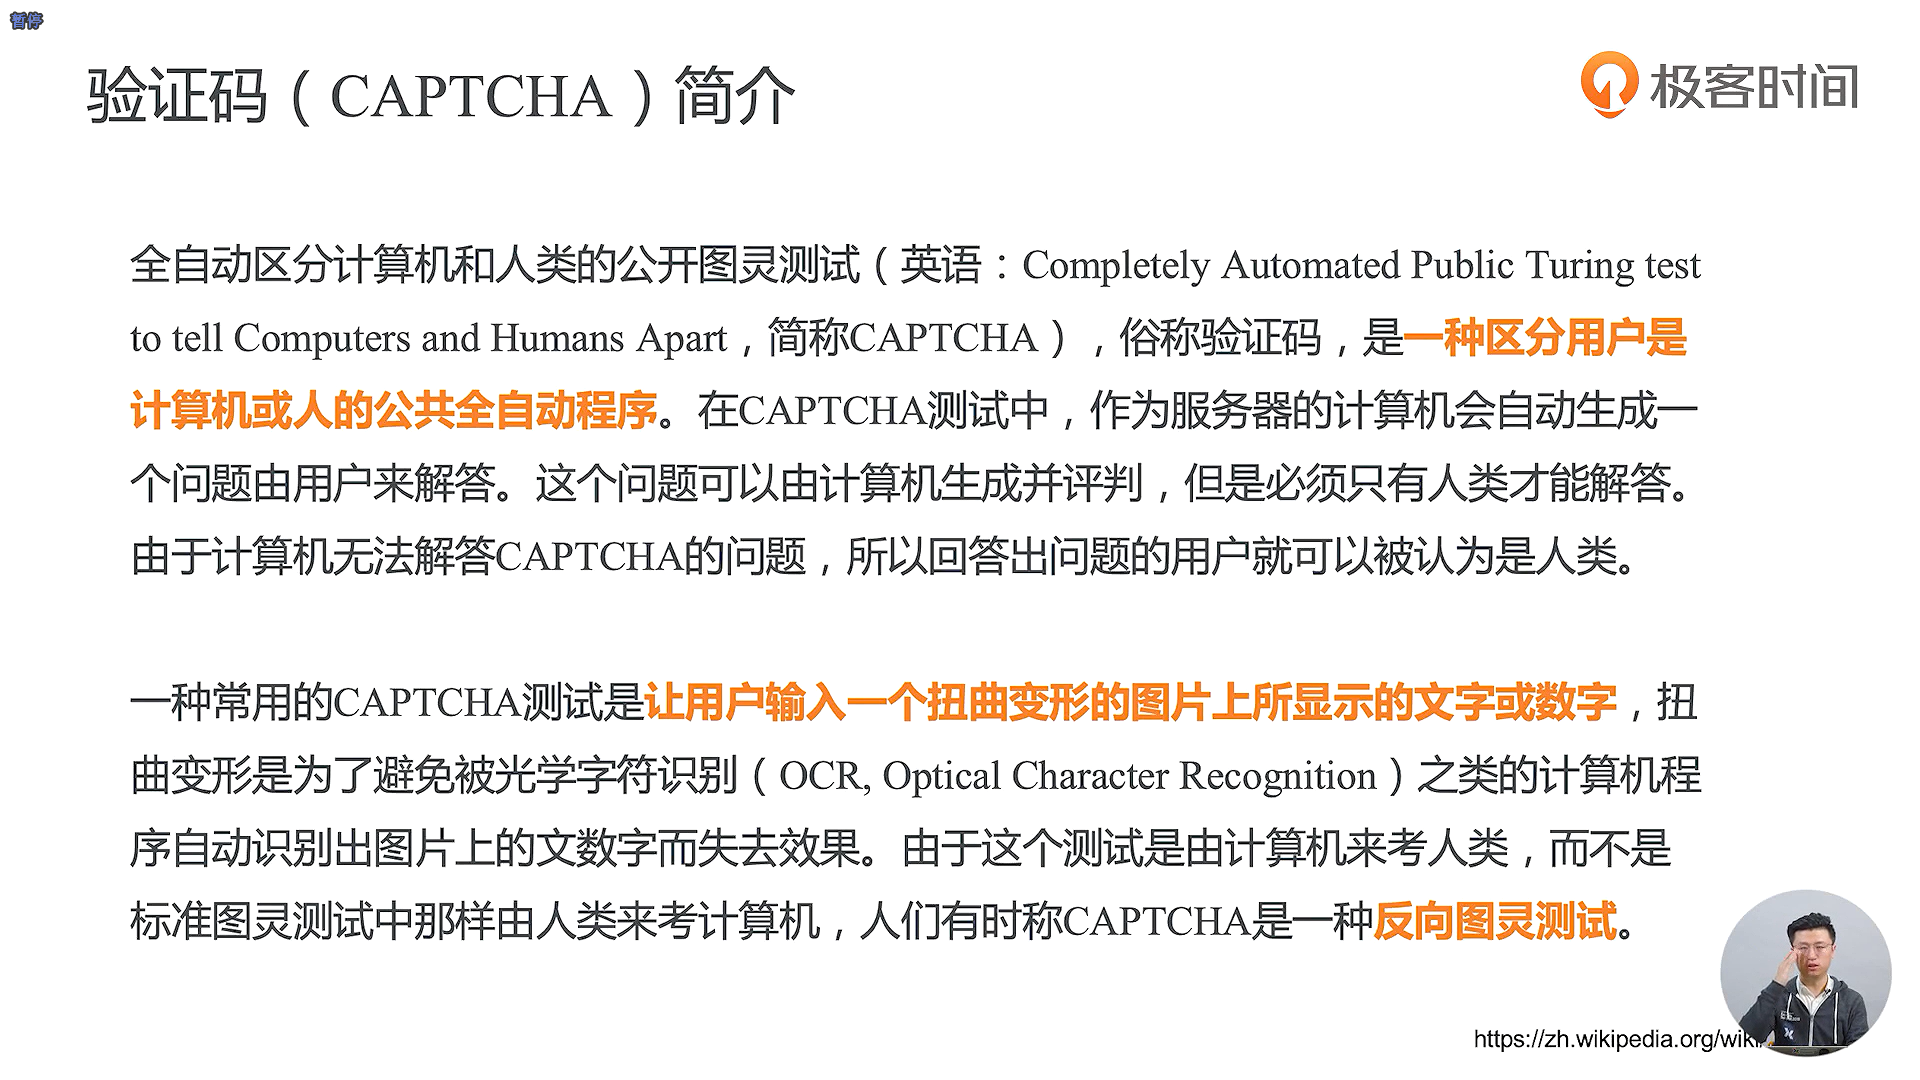 暂停
验证码（CAPTCHA）简介
极客时间
全自动区分计算机和人类的公开图灵测试（英语：Completely Automated Public Turing test
to tell Computers and Humans Apart，简称CAPTCHA），俗称验证码，是一种区分用户是
计算机或人的公共全自动程序。在CAPTCHA测试中，作为服务器的计算机会自动生成一
个问题由用户来解答。这个问题可以由计算机生成并评判，但是必须只有人类才能解答。
由于计算机无法解答CAPTCHA的问题，所以回答出问题的用户就可以被认为是人类。
一种常用的CAPTCHA测试是让用户输入一个扭曲变形的图片上所显示的文字或数字，扭
曲变形是为了避免被光学字符识别（OCR, Optical Character Recognition）之类的计算机程
序自动识别出图片上的文数字而失去效果。由于这个测试是由计算机来考人类，而不是
标准图灵测试中那样由人类来考计算机，人们有时称CAPTCHA是一种反向图灵测试。
https://zh.wikipedia.org/wiki